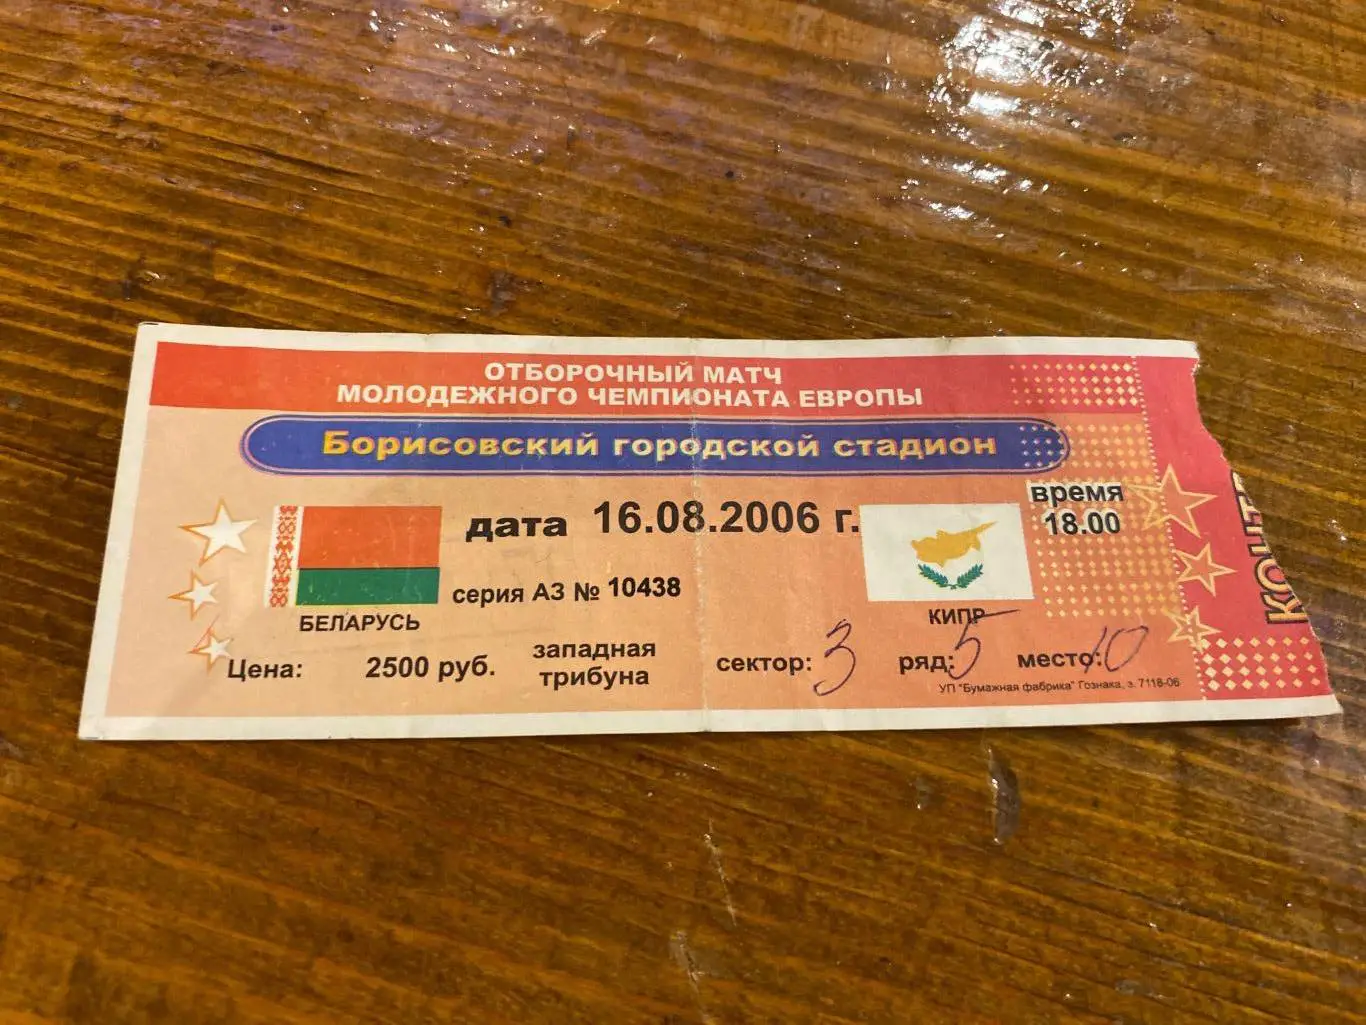 ОТБОРОЧНЫЙ МАТЧ
МОЛОДЕЖНОГО ЧЕМПИОНАТА ЕВРОПЫ
Борисовский городской стадион
дата 16.08.2006 г.
время
18.00
серия АЗ № 10438
БЕЛАРУСЬ
КИПР
Цена: 2500 руб.
западная
трибуна
сектор: 3 ряд: 5 место: 10
УП "Бумажная фабрика" Гознака, з. 7118-06